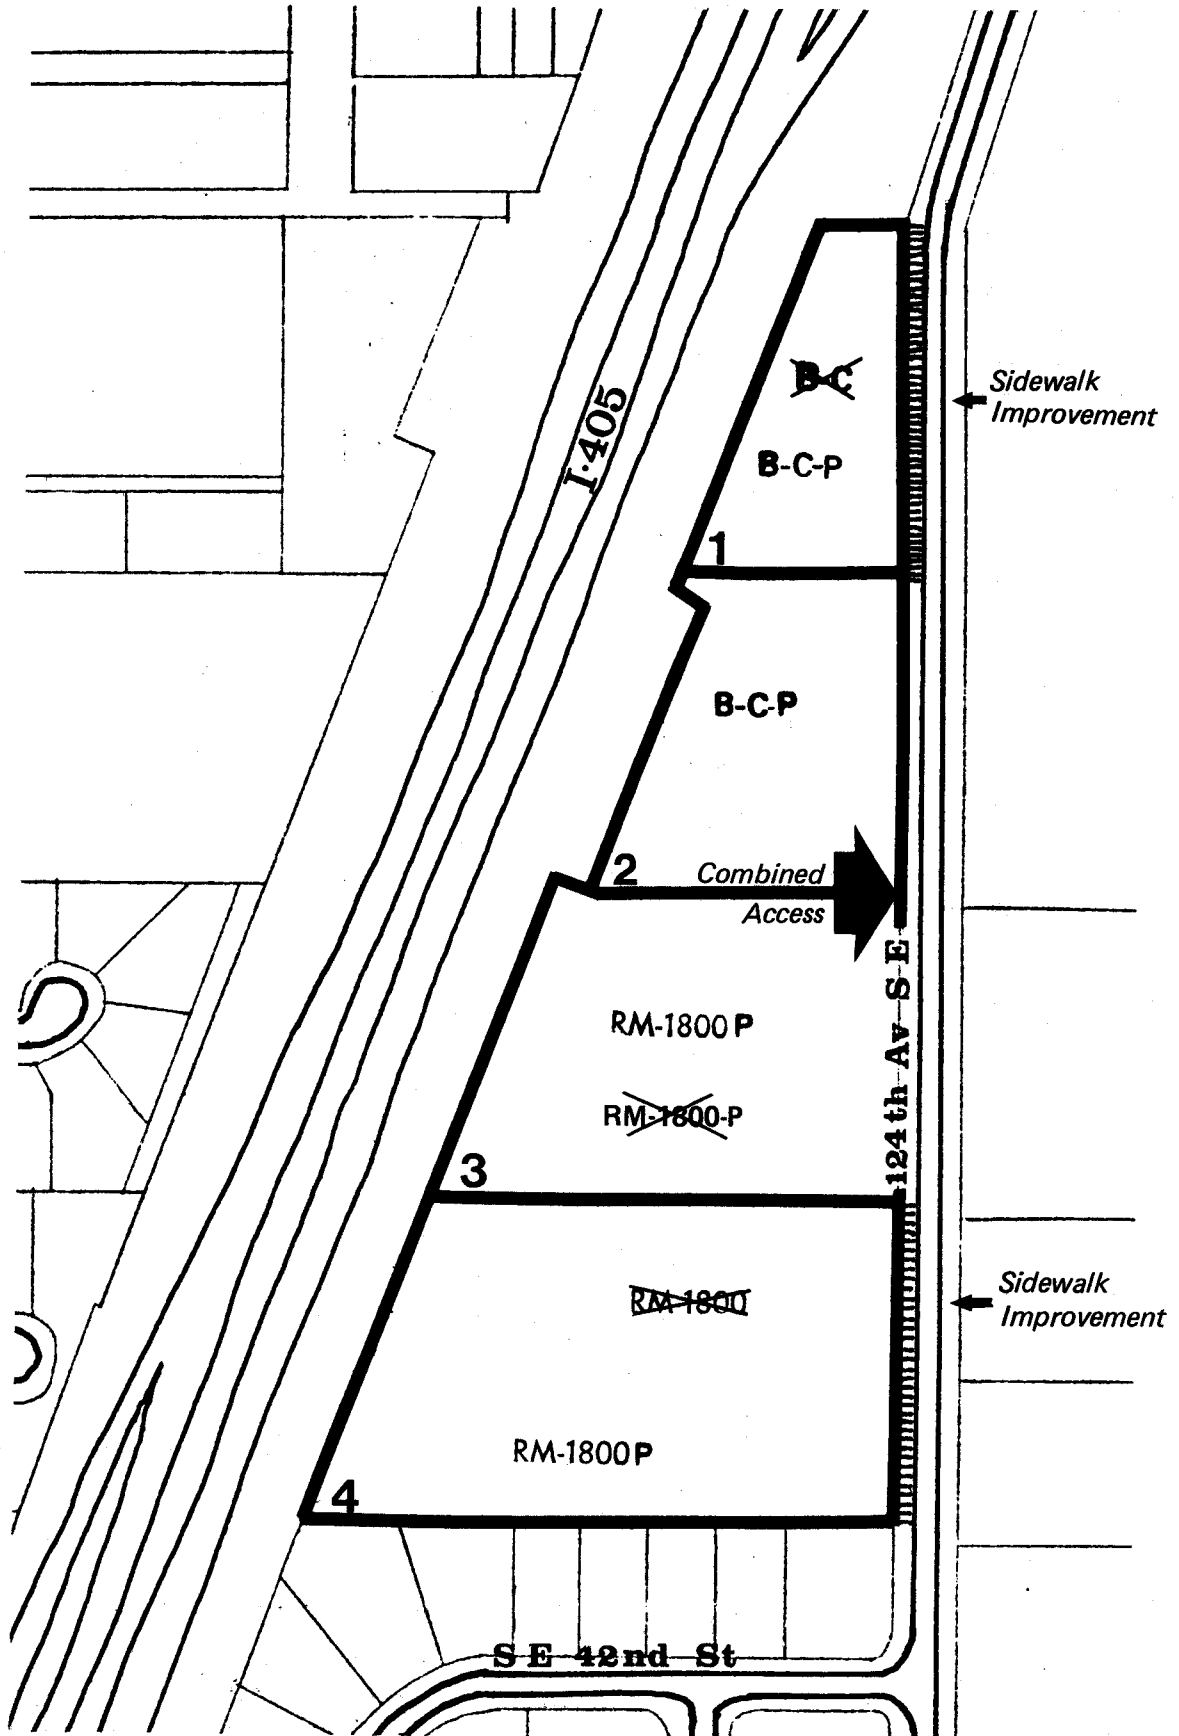 I-405
B-C
Sidewalk
Improvement
B-C-P
1
B-C-P
2
Combined
Access
124th Av S E
RM-1800 P
RM-1800-P
3
RM-1800
Sidewalk
Improvement
RM-1800 P
4
S E 42nd St